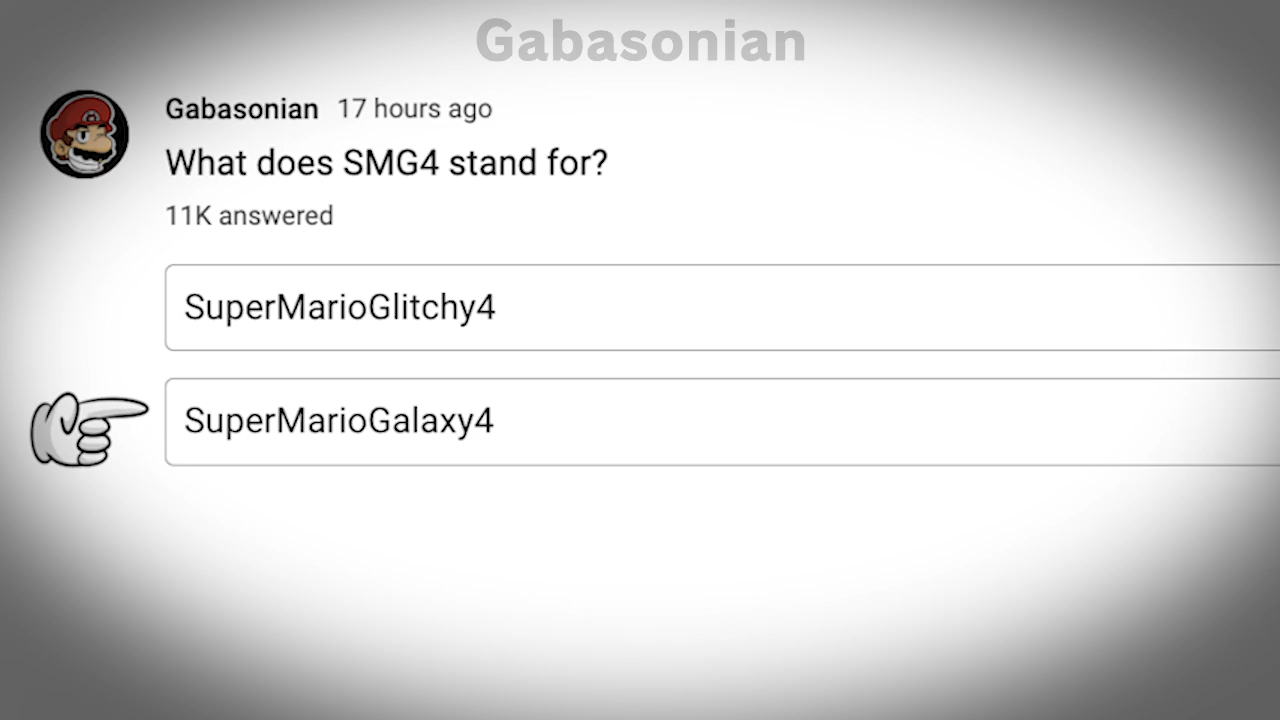 Gabasonian
Gabasonian 17 hours ago
What does SMG4 stand for?
11K answered
SuperMarioGlitchy4
SuperMarioGalaxy4